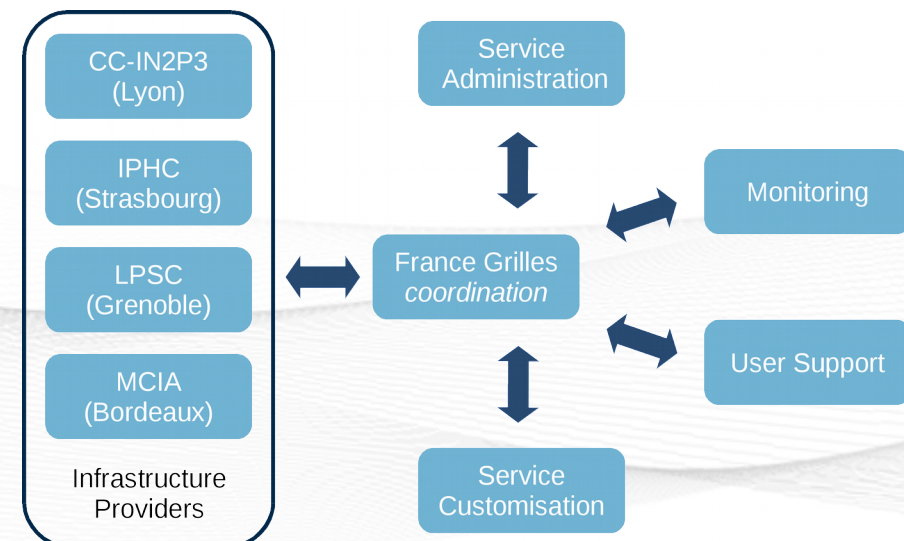 CC-IN2P3
(Lyon)
IPHC
(Strasbourg)
LPSC
(Grenoble)
MCIA
(Bordeaux)
Infrastructure
Providers
Service
Administration
France Grilles
coordination
Service
Customisation
Monitoring
User Support